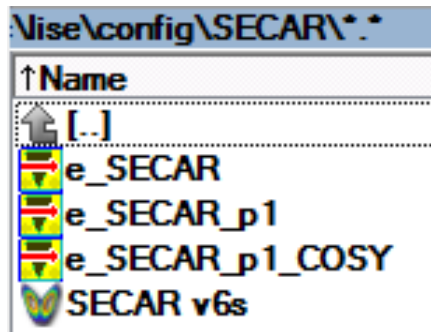 :\lise\config\SECAR\*.*
↑Name
[..]
e_SECAR
e_SECAR_p1
e_SECAR_p1_COSY
SECAR v6s